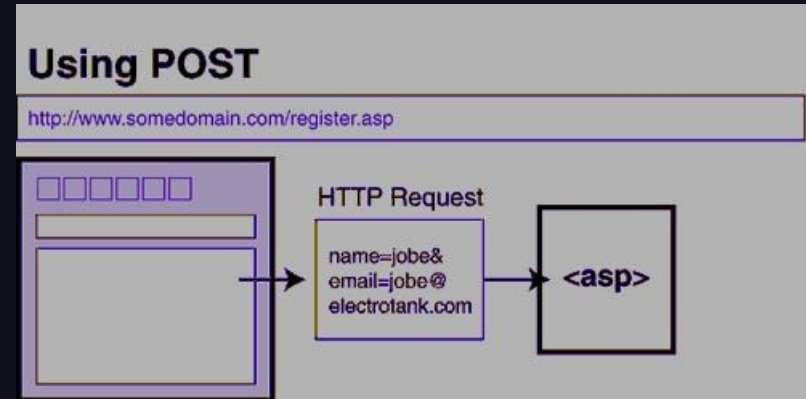 Using POST
http://www.somedomain.com/register.asp
HTTP Request
name=jobe&
email=jobe@
electrotank.com
<asp>